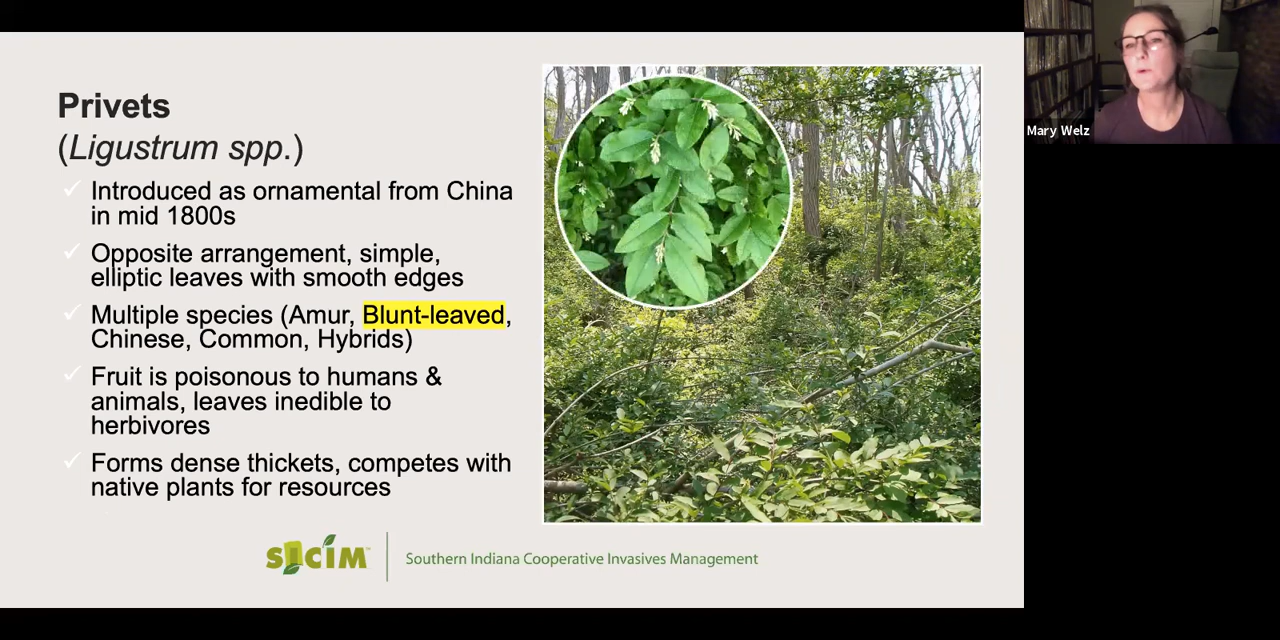 Privets
(Ligustrum spp.)
Introduced as ornamental from China
in mid 1800s
Opposite arrangement, simple,
elliptic leaves with smooth edges
Multiple species (Amur, Blunt-leaved,
Chinese, Common, Hybrids)
Fruit is poisonous to humans &
animals, leaves inedible to
herbivores
Forms dense thickets, competes with
native plants for resources
SICIM™
Southern Indiana Cooperative Invasives Management
Mary Welz